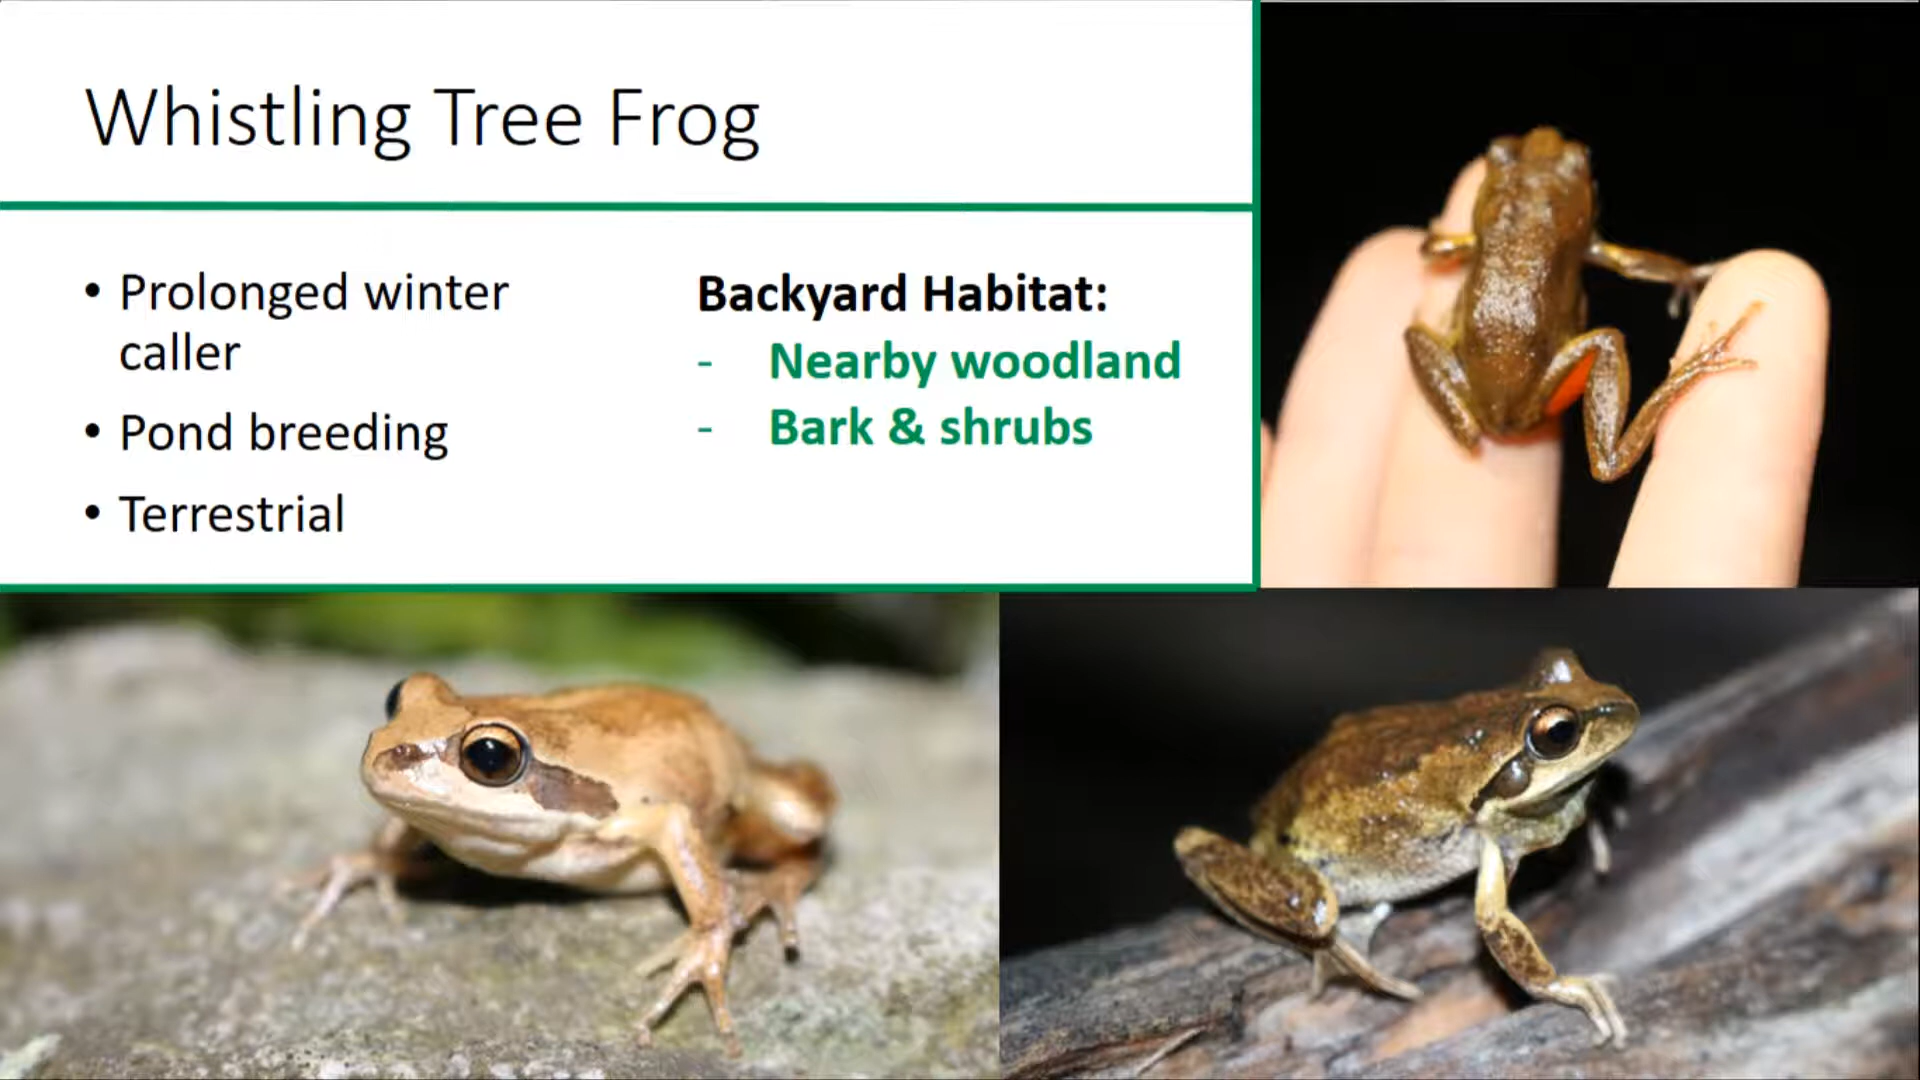 Whistling Tree Frog
• Prolonged winter
caller
• Pond breeding
• Terrestrial
Backyard Habitat:
- Nearby woodland
- Bark & shrubs